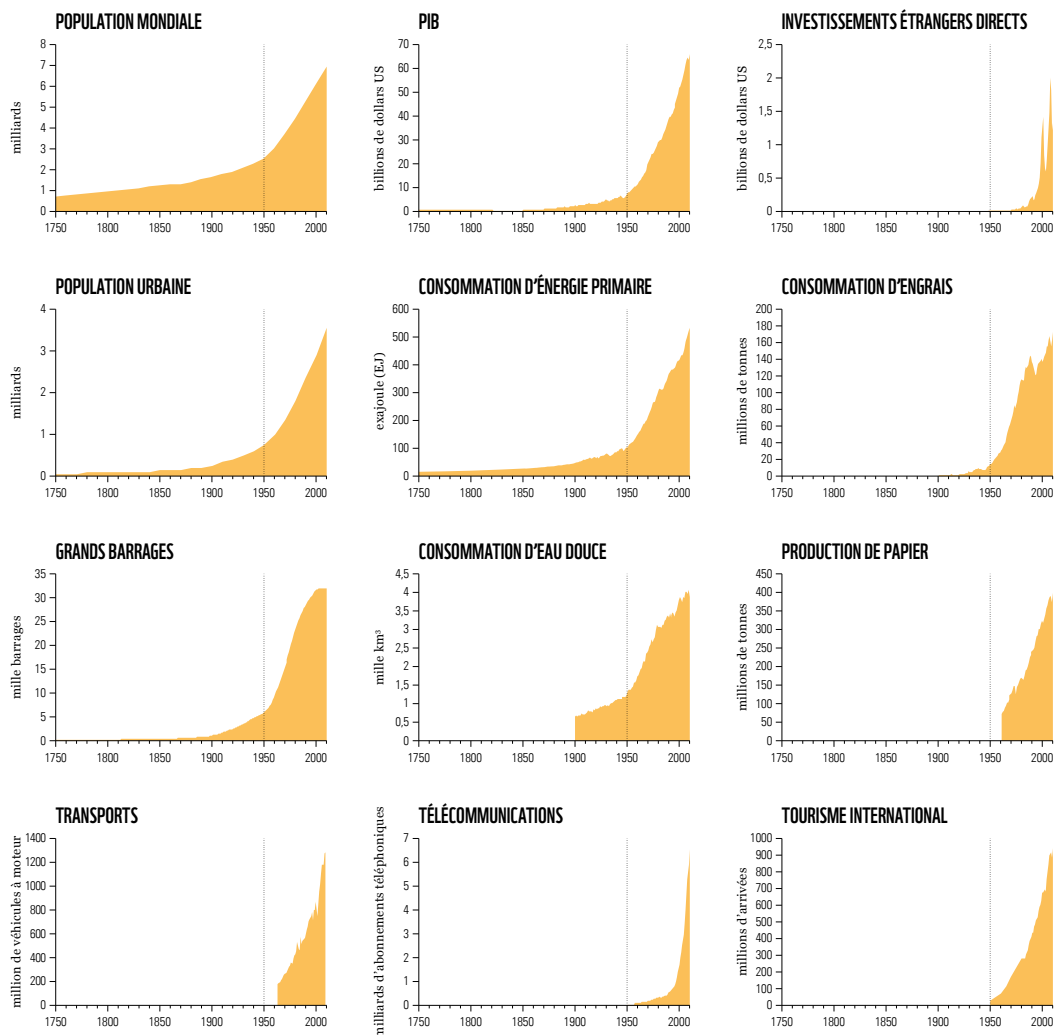 POPULATION MONDIALE
milliards
8
7
6
5
4
3
2
1
0
1750 1800 1850 1900 1950 2000
PIB
billions de dollars US
70
60
50
40
30
20
10
0
1750 1800 1850 1900 1950 2000
INVESTISSEMENTS ÉTRANGERS DIRECTS
billions de dollars US
2,5
2
1,5
1
0,5
0
1750 1800 1850 1900 1950 2000
POPULATION URBAINE
milliards
4
3
2
1
0
1750 1800 1850 1900 1950 2000
CONSOMMATION D'ÉNERGIE PRIMAIRE
exajoule (EJ)
600
500
400
300
200
100
0
1750 1800 1850 1900 1950 2000
CONSOMMATION D'ENGRAIS
millions de tonnes
200
180
160
140
120
100
80
60
40
20
0
1750 1800 1850 1900 1950 2000
GRANDS BARRAGES
mille barrages
35
30
25
20
15
10
5
0
1750 1800 1850 1900 1950 2000
CONSOMMATION D'EAU DOUCE
mille km³
4,5
4
3,5
3
2,5
2
1,5
1
0,5
0
1750 1800 1850 1900 1950 2000
PRODUCTION DE PAPIER
millions de tonnes
450
400
350
300
250
200
150
100
50
0
1750 1800 1850 1900 1950 2000
TRANSPORTS
million de véhicules à moteur
1400
1200
1000
800
600
400
200
0
1750 1800 1850 1900 1950 2000
TÉLÉCOMMUNICATIONS
milliards d'abonnements téléphoniques
7
6
5
4
3
2
1
0
1750 1800 1850 1900 1950 2000
TOURISME INTERNATIONAL
millions d'arrivées
1000
900
800
700
600
500
400
300
200
100
0
1750 1800 1850 1900 1950 2000